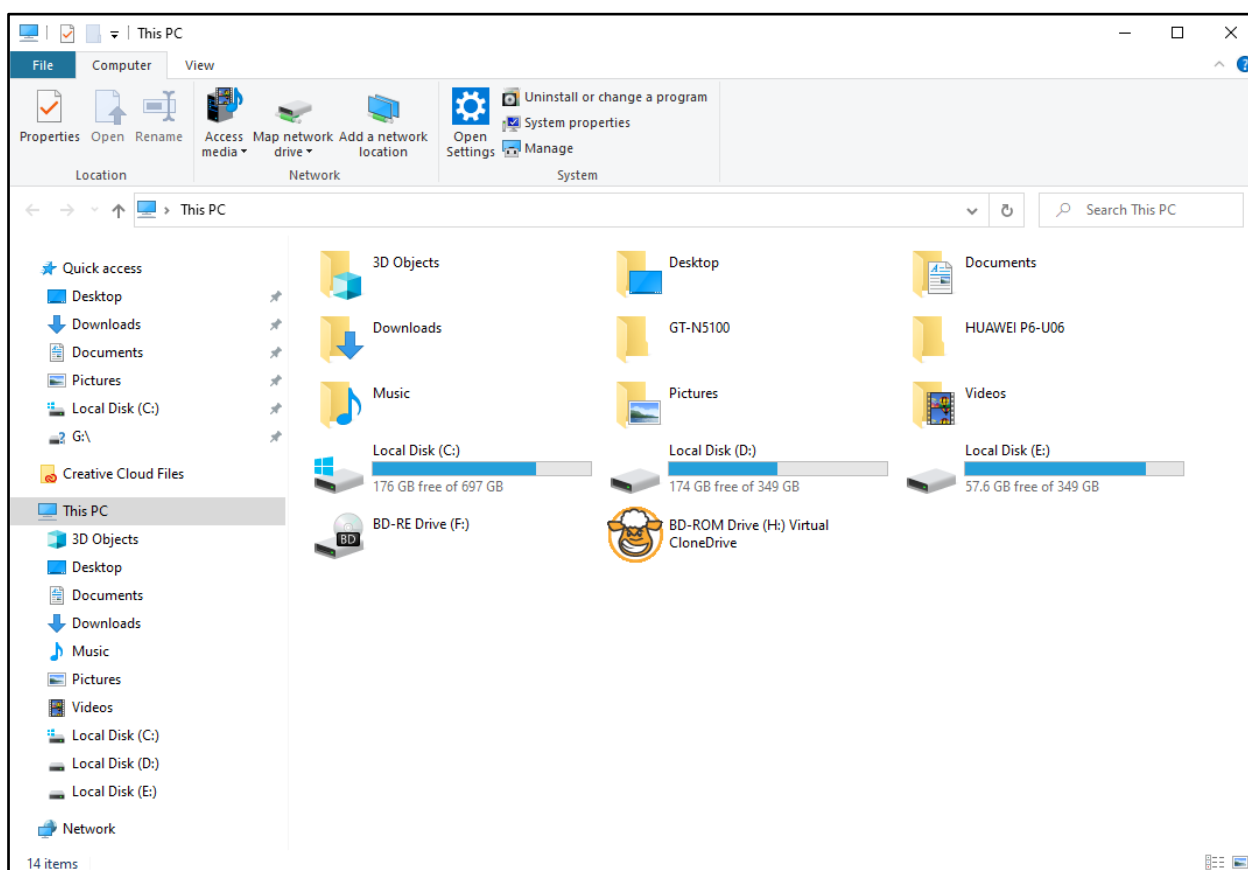 This PC
File Computer View
Properties Open Rename Access media Map network drive Add a network location Open Settings Uninstall or change a program
System properties
Manage
Location Network System
This PC Search This PC
Quick access
Desktop
Downloads
Documents
Pictures
Local Disk (C:)
G:\
Creative Cloud Files
This PC
3D Objects
Desktop
Documents
Downloads
Music
Pictures
Videos
Local Disk (C:)
Local Disk (D:)
Local Disk (E:)
Network
3D Objects Desktop Documents
Downloads GT-N5100 HUAWEI P6-U06
Music Pictures Videos
Local Disk (C:) Local Disk (D:) Local Disk (E:)
176 GB free of 697 GB 174 GB free of 349 GB 57.6 GB free of 349 GB
BD
BD-RE Drive (F:) BD-ROM Drive (H:) Virtual
CloneDrive
14 items